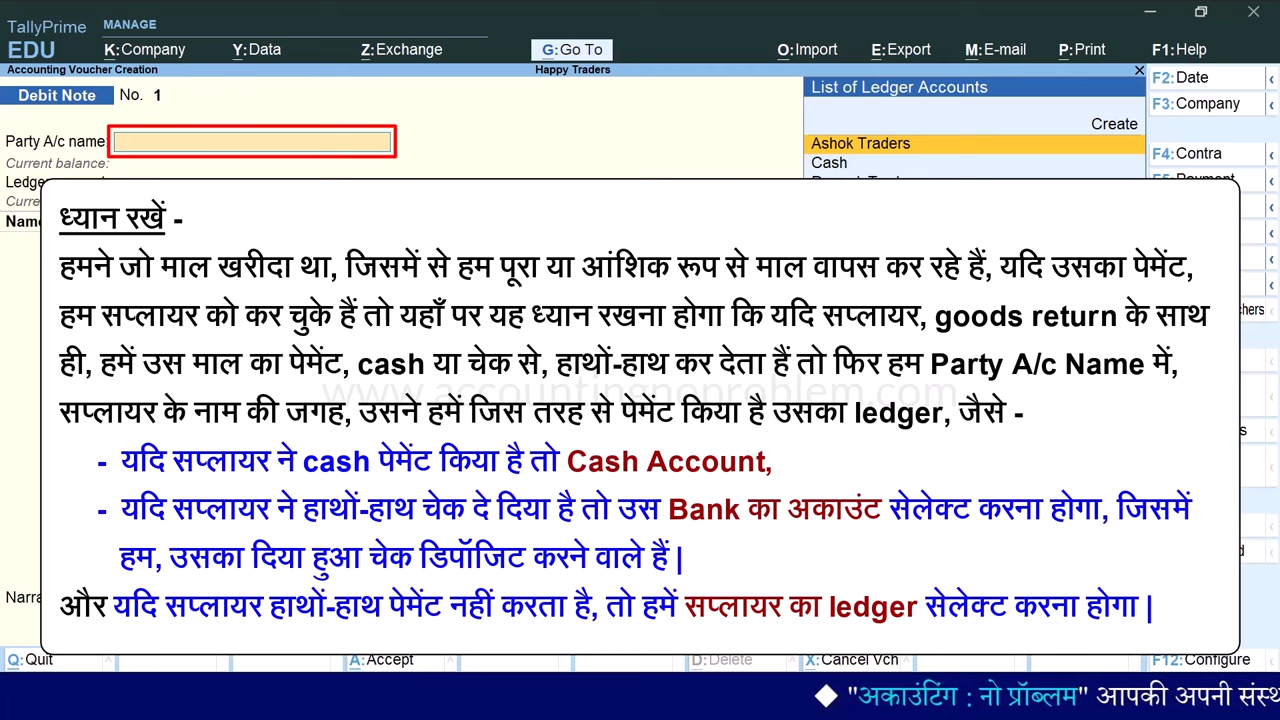 TallyPrime MANAGE
EDU K:Company Y:Data Z:Exchange G:Go To O:Import E:Export M:E-mail P:Print F1:Help
Accounting Voucher Creation Happy Traders
Debit Note No. 1
Party A/c name:
Current balance:
List of Ledger Accounts
Create
Ashok Traders
Cash
F2:Date
F3:Company
F4:Contra
ध्यान रखें -
हमने जो माल खरीदा था, जिसमें से हम पूरा या आंशिक रूप से माल वापस कर रहे हैं, यदि उसका पेमेंट,
हम सप्लायर को कर चुके हैं तो यहाँ पर यह ध्यान रखना होगा कि यदि सप्लायर, goods return के साथ
ही, हमें उस माल का पेमेंट, cash या चेक से, हाथों-हाथ कर देता हैं तो फिर हम Party A/c Name में,
www.accountingnoproblem.com
सप्लायर के नाम की जगह, उसने हमें जिस तरह से पेमेंट किया है उसका ledger, जैसे -
- यदि सप्लायर ने cash पेमेंट किया है तो Cash Account,
- यदि सप्लायर ने हाथों-हाथ चेक दे दिया है तो उस Bank का अकाउंट सेलेक्ट करना होगा, जिसमें
हम, उसका दिया हुआ चेक डिपॉजिट करने वाले हैं |
और यदि सप्लायर हाथों-हाथ पेमेंट नहीं करता है, तो हमें सप्लायर का ledger सेलेक्ट करना होगा |
Q:Quit A:Accept D:Delete X:Cancel Vch F12:Configure
◆ "अकाउंटिंग : नो प्रॉब्लम" आपकी अपनी